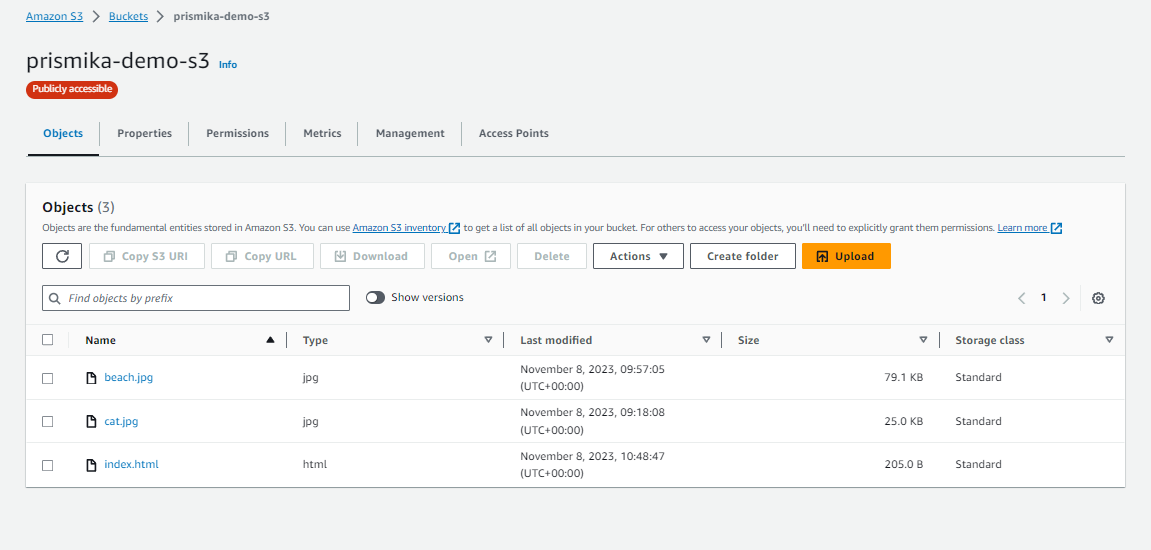 Amazon S3 > Buckets > prismika-demo-s3
prismika-demo-s3 Info
Publicly accessible
Objects Properties Permissions Metrics Management Access Points
Objects (3)
Objects are the fundamental entities stored in Amazon S3. You can use Amazon S3 inventory to get a list of all objects in your bucket. For others to access your objects, you'll need to explicitly grant them permissions. Learn more
Copy S3 URI Copy URL Download Open Delete Actions Create folder Upload
Find objects by prefix Show versions 1
Name Type Last modified Size Storage class
beach.jpg jpg November 8, 2023, 09:57:05 79.1 KB Standard
(UTC+00:00)
cat.jpg jpg November 8, 2023, 09:18:08 25.0 KB Standard
(UTC+00:00)
index.html html November 8, 2023, 10:48:47 205.0 B Standard
(UTC+00:00)